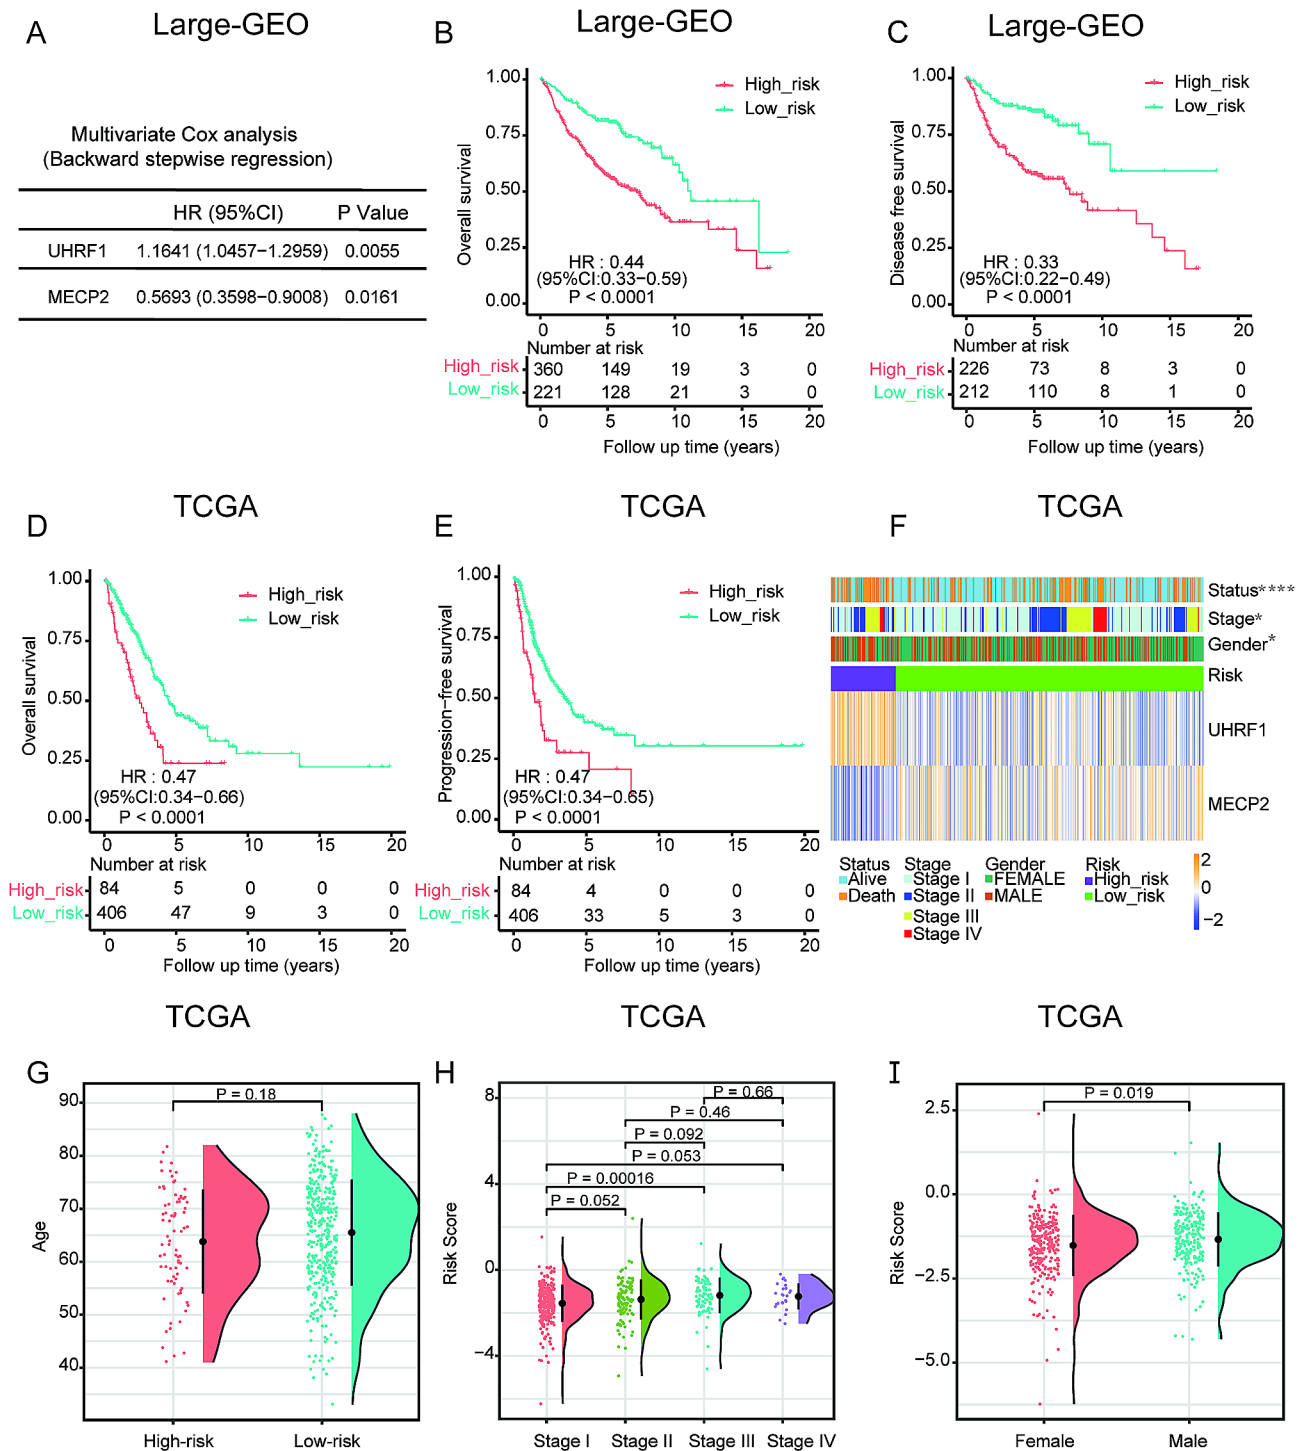 A
Large-GEO
Multivariate Cox analysis
(Backward stepwise regression)
HR (95%CI) P Value
UHRF1 1.1641 (1.0457−1.2959) 0.0055
MECP2 0.5693 (0.3598−0.9008) 0.0161
B
Large-GEO
High_risk
Low_risk
Overall survival
1.00
0.75
0.50
0.25
0.00
HR : 0.44
(95%CI:0.33−0.59)
P < 0.0001
0 5 10 15 20
Number at risk
High_risk 360 149 19 3 0
Low_risk 221 128 21 3 0
0 5 10 15 20
Follow up time (years)
C
Large-GEO
High_risk
Low_risk
Disease free survival
1.00
0.75
0.50
0.25
0.00
HR : 0.33
(95%CI:0.22−0.49)
P < 0.0001
0 5 10 15 20
Number at risk
High_risk 226 73 8 3 0
Low_risk 212 110 8 1 0
0 5 10 15 20
Follow up time (years)
D
TCGA
High_risk
Low_risk
Overall survival
1.00
0.75
0.50
0.25
0.00
HR : 0.47
(95%CI:0.34−0.66)
P < 0.0001
0 5 10 15 20
Number at risk
High_risk 84 5 0 0 0
Low_risk 406 47 9 3 0
0 5 10 15 20
Follow up time (years)
E
TCGA
High_risk
Low_risk
Progression−free survival
1.00
0.75
0.50
0.25
0.00
HR : 0.47
(95%CI:0.34−0.65)
P < 0.0001
0 5 10 15 20
Number at risk
High_risk 84 4 0 0 0
Low_risk 406 33 5 3 0
0 5 10 15 20
Follow up time (years)
F
TCGA
Status****
Stage*
Gender*
Risk
UHRF1
MECP2
Status
Alive
Death
Stage
Stage I
Stage II
Stage III
Stage IV
Gender
FEMALE
MALE
Risk
High_risk
Low_risk
2
0
−2
G
TCGA
Age
90
80
70
60
50
40
P = 0.18
High-risk Low-risk
H
TCGA
Risk Score
8
4
0
−4
P = 0.66
P = 0.46
P = 0.092
P = 0.053
P = 0.00016
P = 0.052
Stage I Stage II Stage III Stage IV
I
TCGA
Risk Score
2.5
0.0
−2.5
−5.0
P = 0.019
Female Male